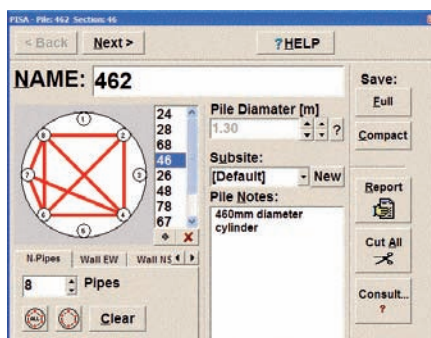 PISA - Pile: 462 Section: 46
< Back
Next >
?HELP
NAME: 462
Save:
Full
Compact
Report
Cut All
Consult...
?
1
2
3
4
5
6
7
8
24
28
68
46
26
48
78
67
Pile Diamater [m]
1.30
?
Subsite:
[Default]
New
Pile Notes:
460mm diameter
cylinder
N.Pipes
Wall EW
Wall NS
8 Pipes
ALL
Clear